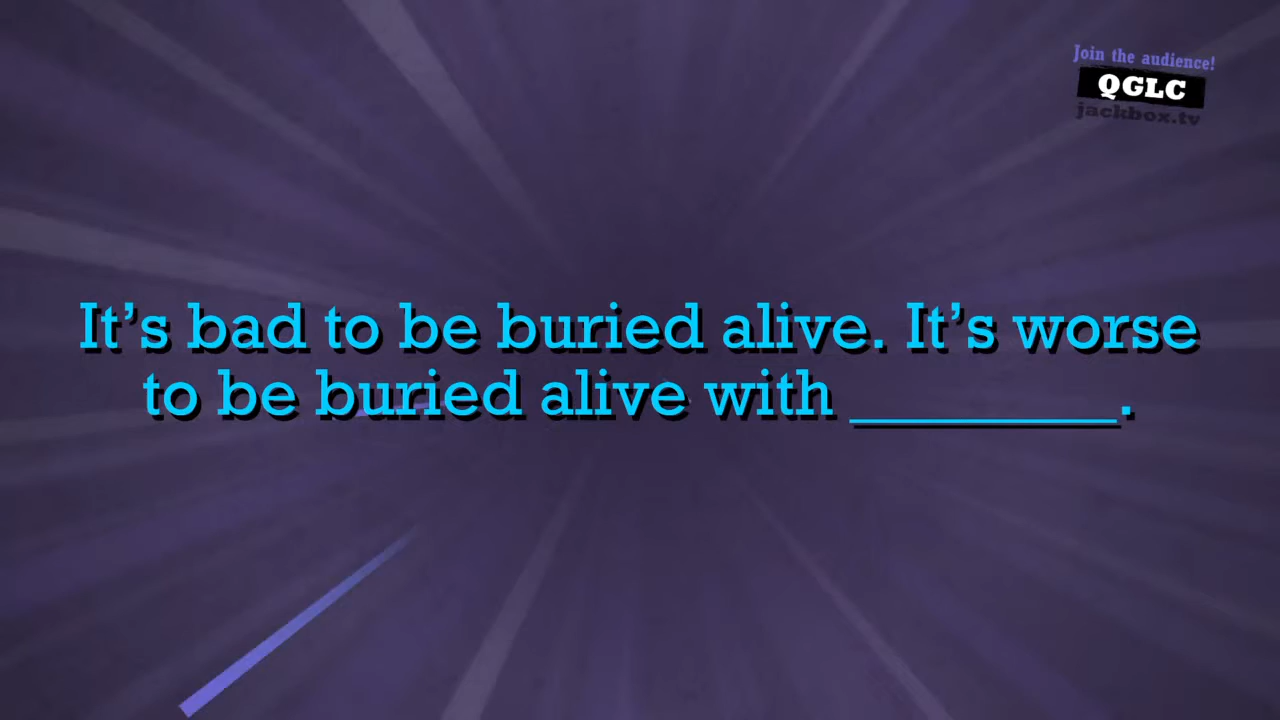 Join the audience!
QGLC
jackbox.tv
It's bad to be buried alive. It's worse
to be buried alive with _________.